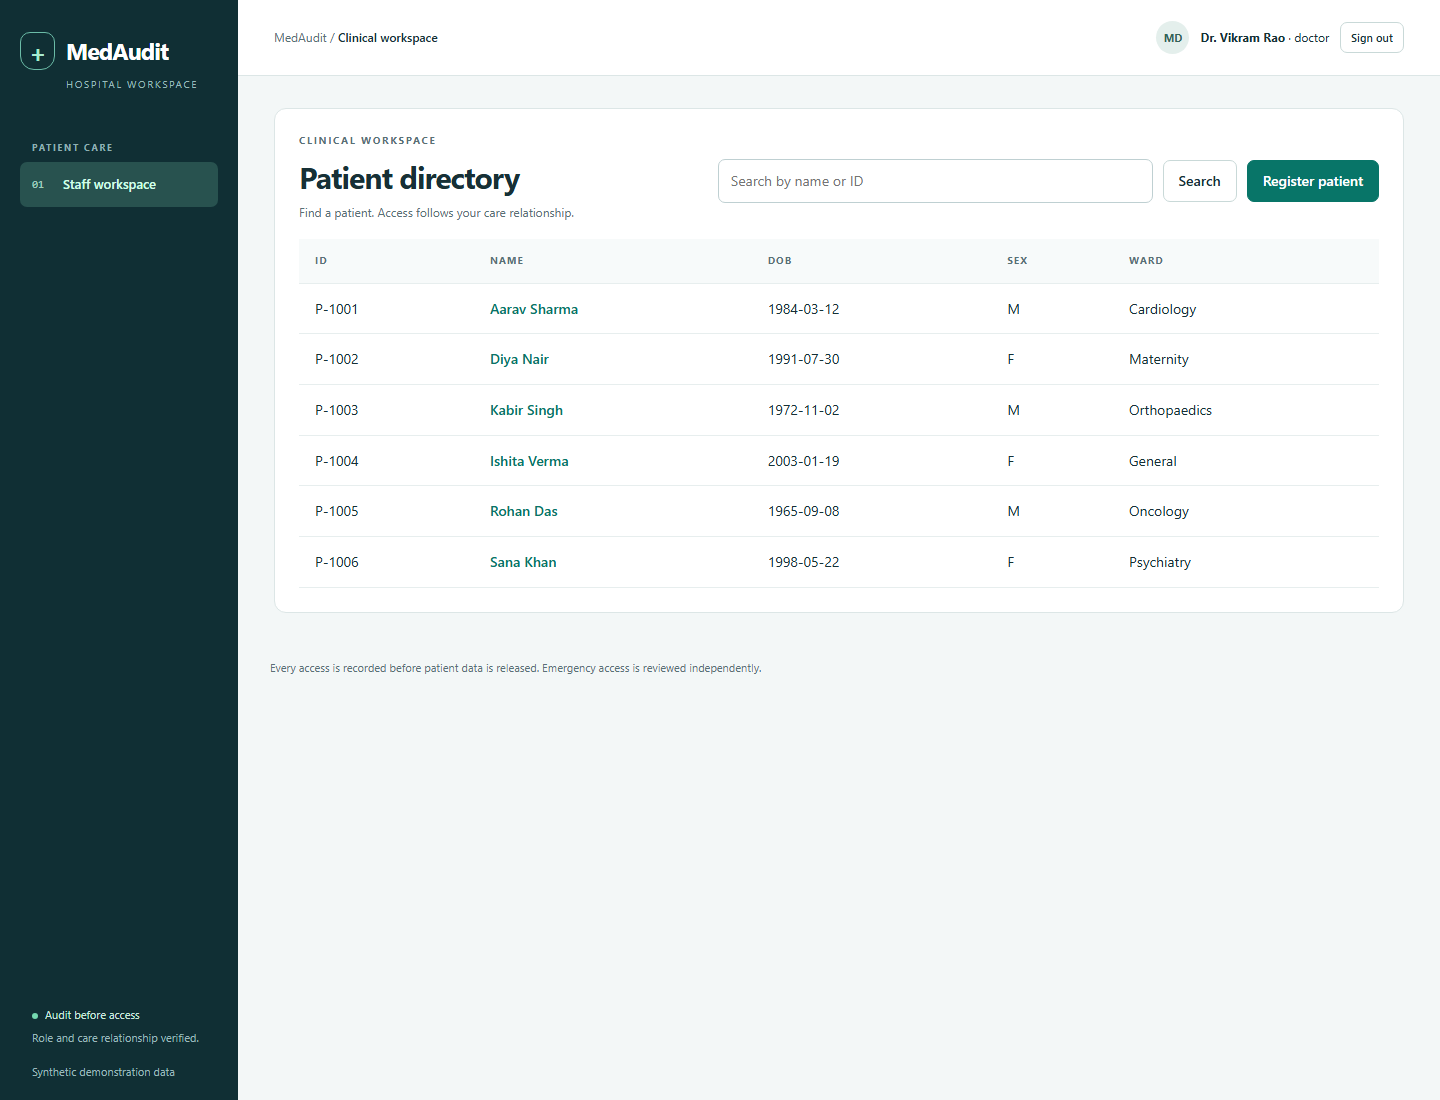 + MedAudit
HOSPITAL WORKSPACE
PATIENT CARE
01 Staff workspace
Audit before access
Role and care relationship verified.
Synthetic demonstration data
MedAudit / Clinical workspace
MD Dr. Vikram Rao · doctor Sign out
CLINICAL WORKSPACE
Patient directory
Find a patient. Access follows your care relationship.
Search by name or ID Search Register patient
ID NAME DOB SEX WARD
P-1001 Aarav Sharma 1984-03-12 M Cardiology
P-1002 Diya Nair 1991-07-30 F Maternity
P-1003 Kabir Singh 1972-11-02 M Orthopaedics
P-1004 Ishita Verma 2003-01-19 F General
P-1005 Rohan Das 1965-09-08 M Oncology
P-1006 Sana Khan 1998-05-22 F Psychiatry
Every access is recorded before patient data is released. Emergency access is reviewed independently.